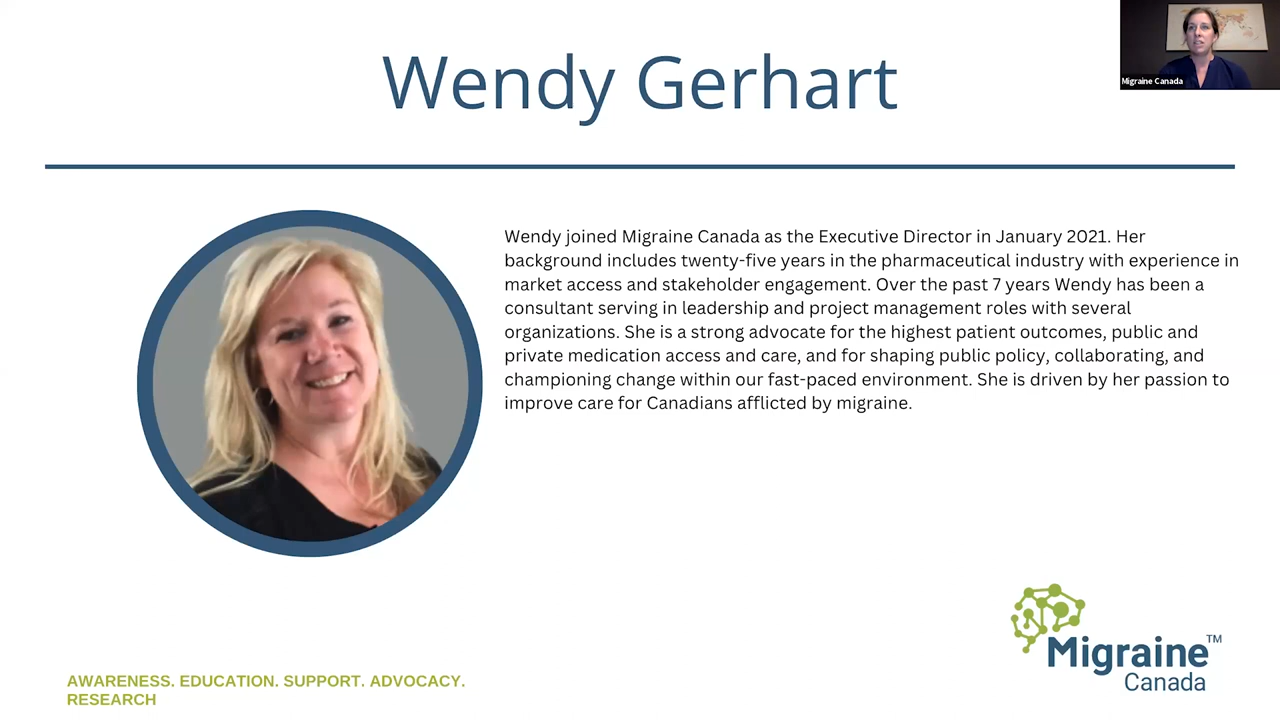 Wendy Gerhart
Migraine Canada
Wendy joined Migraine Canada as the Executive Director in January 2021. Her
background includes twenty-five years in the pharmaceutical industry with experience in
market access and stakeholder engagement. Over the past 7 years Wendy has been a
consultant serving in leadership and project management roles with several
organizations. She is a strong advocate for the highest patient outcomes, public and
private medication access and care, and for shaping public policy, collaborating, and
championing change within our fast-paced environment. She is driven by her passion to
improve care for Canadians afflicted by migraine.
Migraine™
Canada
AWARENESS. EDUCATION. SUPPORT. ADVOCACY.
RESEARCH